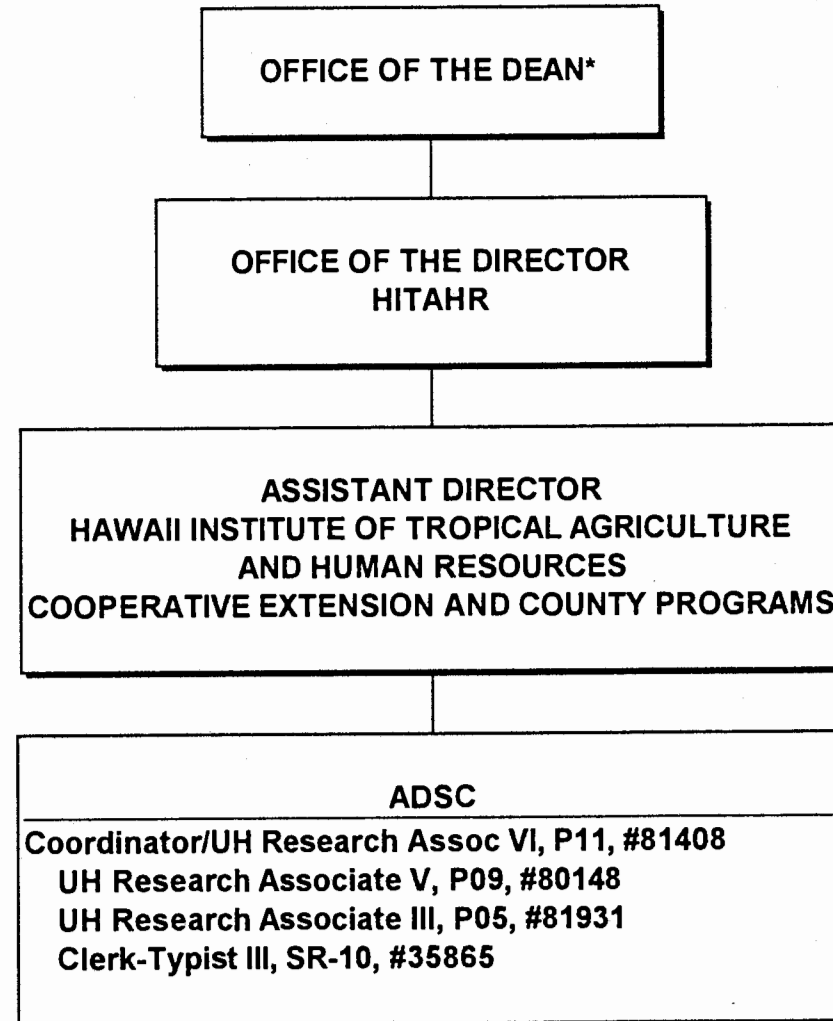 OFFICE OF THE DEAN*
OFFICE OF THE DIRECTOR
HITAHR
ASSISTANT DIRECTOR
HAWAII INSTITUTE OF TROPICAL AGRICULTURE
AND HUMAN RESOURCES
COOPERATIVE EXTENSION AND COUNTY PROGRAMS
ADSC
Coordinator/UH Research Assoc VI, P11, #81408
UH Research Associate V, P09, #80148
UH Research Associate III, P05, #81931
Clerk-Typist III, SR-10, #35865